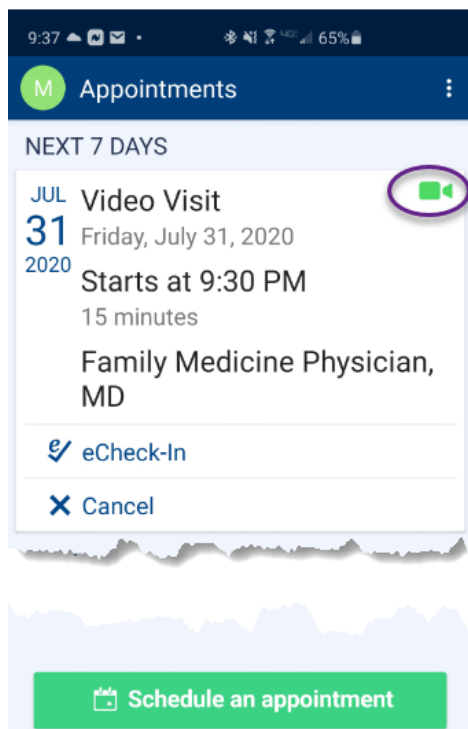 9:37 65%
M Appointments
NEXT 7 DAYS
JUL
31
2020
Video Visit
Friday, July 31, 2020
Starts at 9:30 PM
15 minutes
Family Medicine Physician,
MD
eCheck-In
Cancel
Schedule an appointment